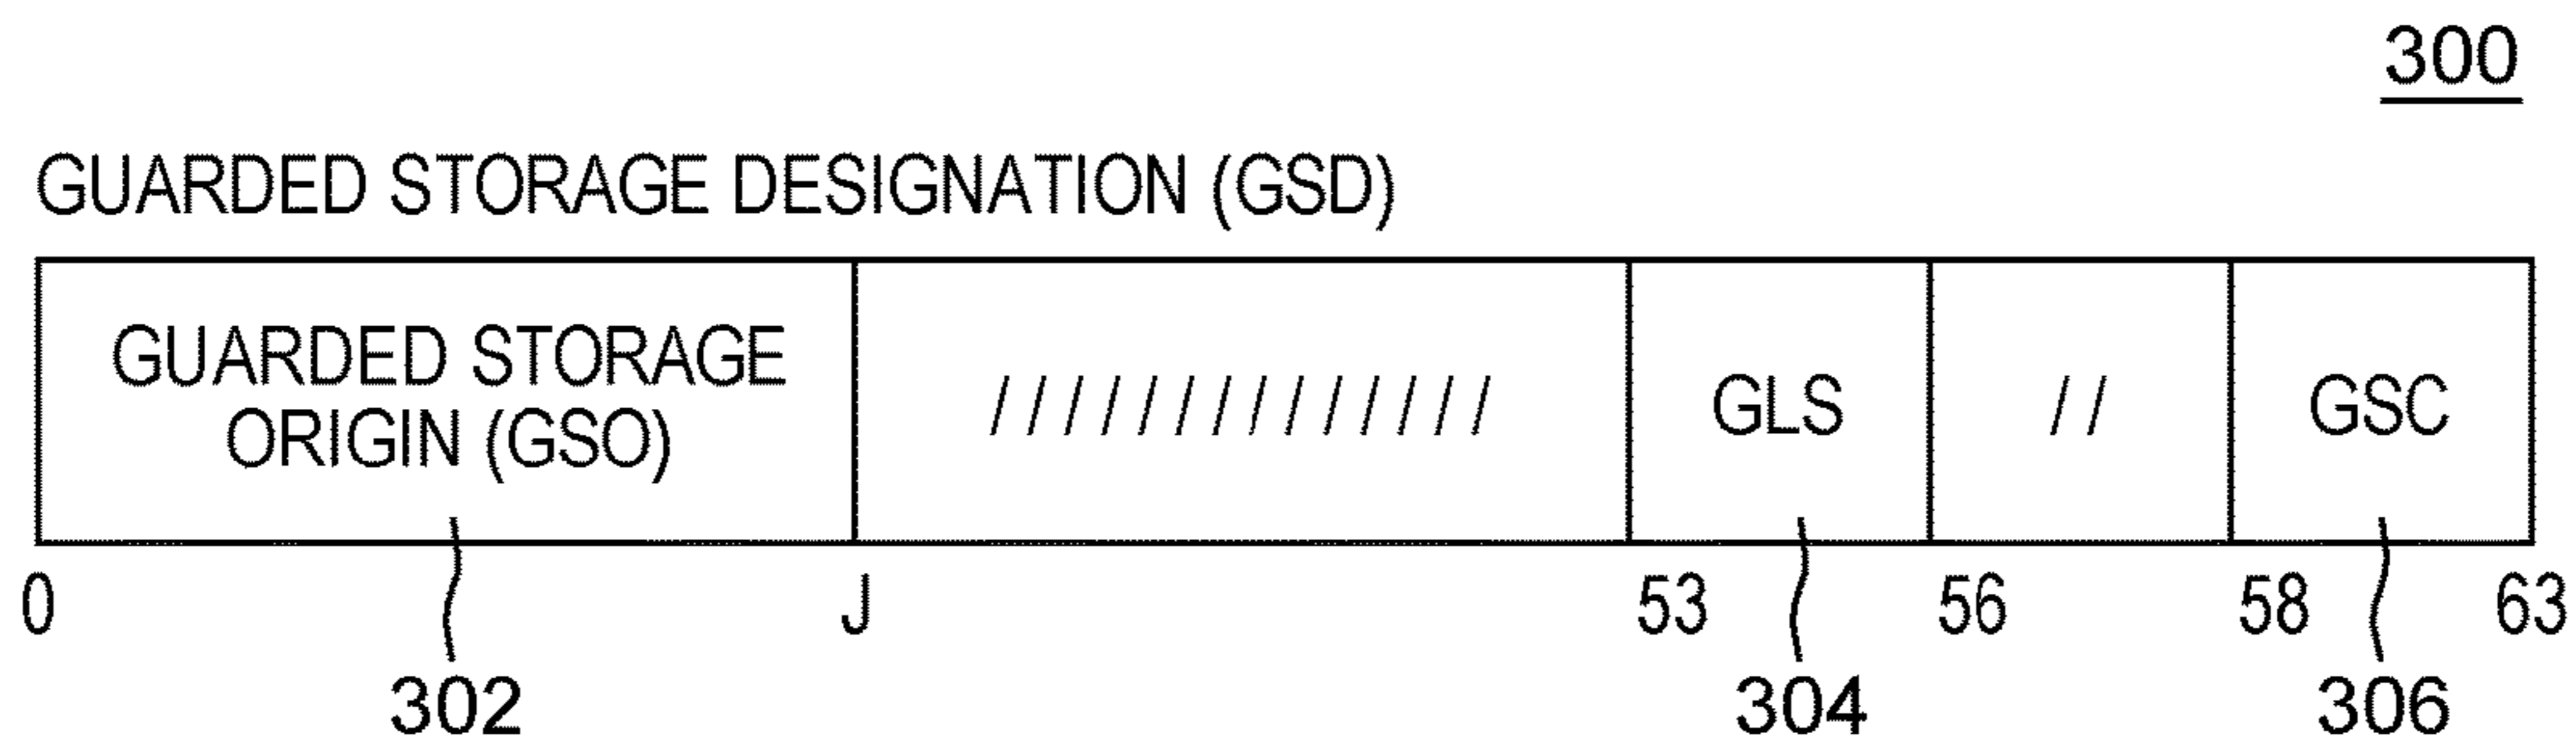 300
GUARDED STORAGE DESIGNATION (GSD)
GUARDED STORAGE
ORIGIN (GSO)
/ / / / / / / / / / / / / /
GLS
/ /
GSC
0
J
53
56
58
63
302
304
306